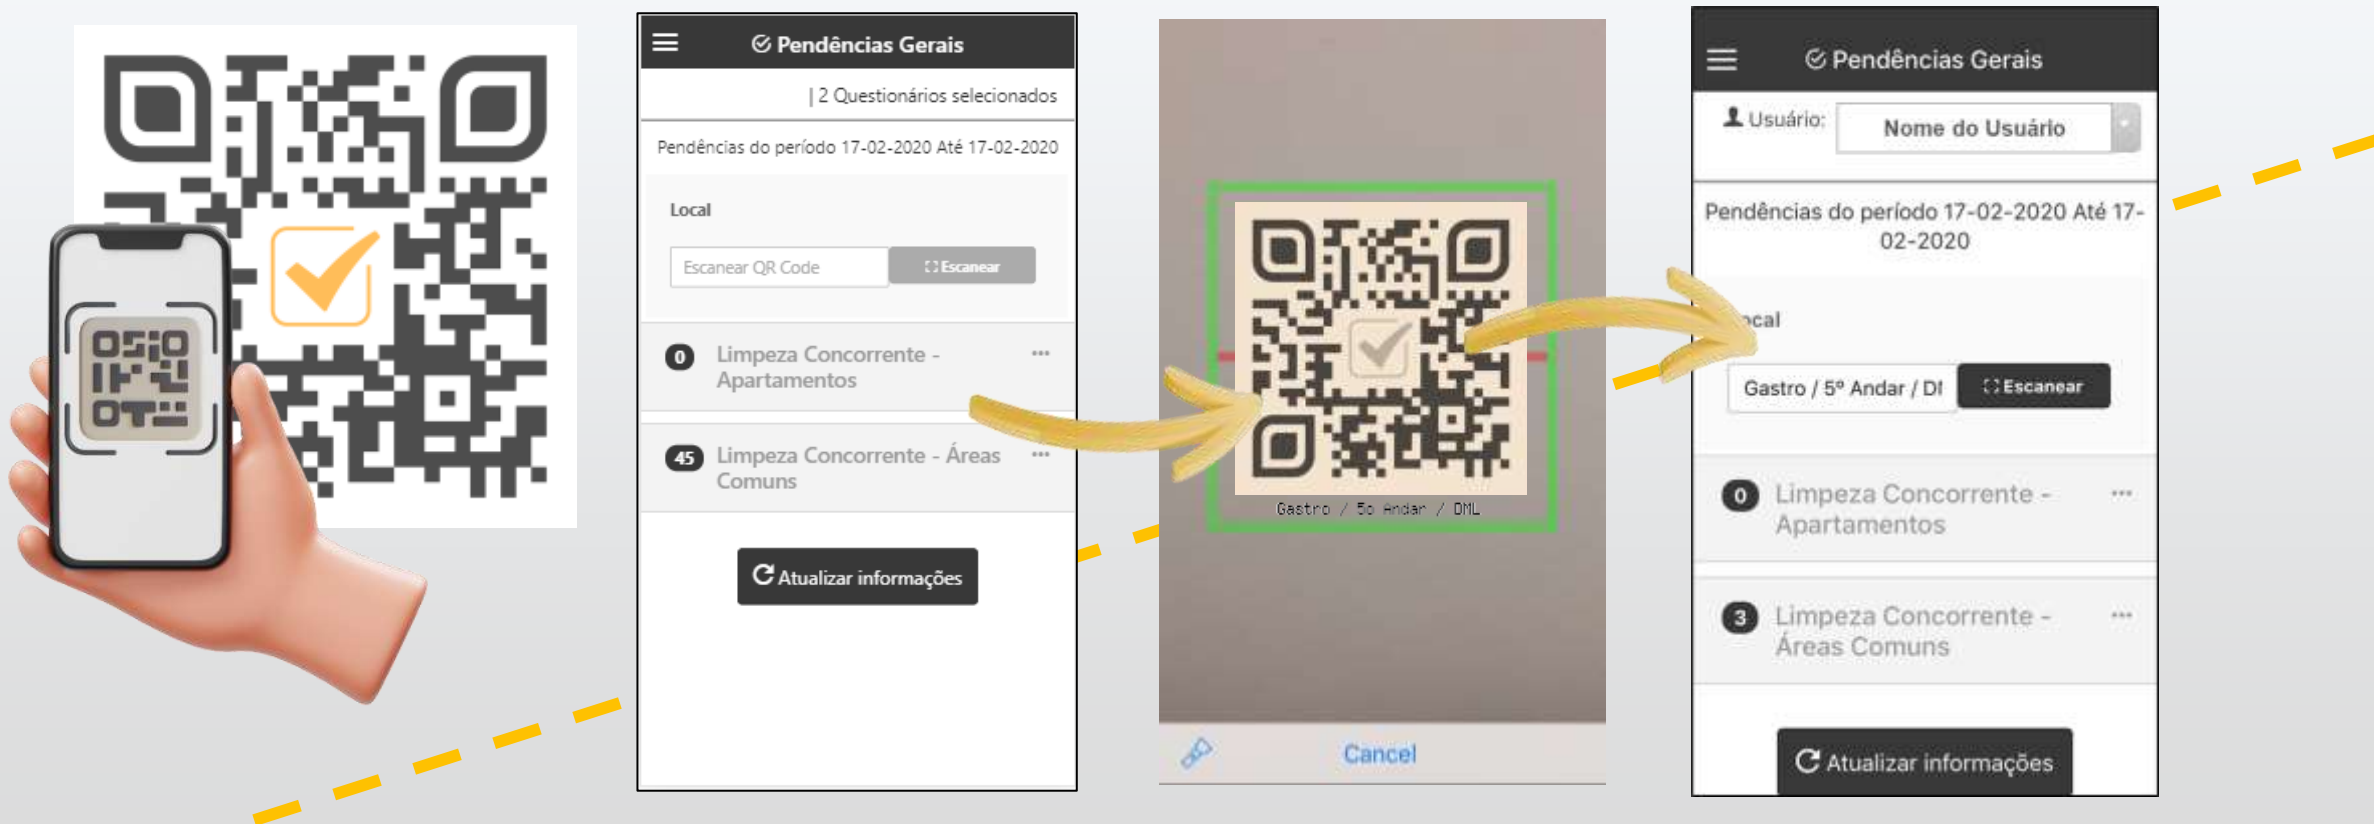 Pendências Gerais
| 2 Questionários selecionados
Pendências do período 17-02-2020 Até 17-02-2020
Local
Escanear QR Code
Escanear
0
Limpeza Concorrente -
Apartamentos
45
Limpeza Concorrente - Áreas
Comuns
Atualizar informações
Gastro / 5o Andar / DML
Cancel
Pendências Gerais
Usuário:
Nome do Usuário
Pendências do período 17-02-2020 Até 17-
02-2020
ocal
Gastro / 5º Andar / DI
Escanear
0
Limpeza Concorrente -
Apartamentos
3
Limpeza Concorrente -
Áreas Comuns
Atualizar informações